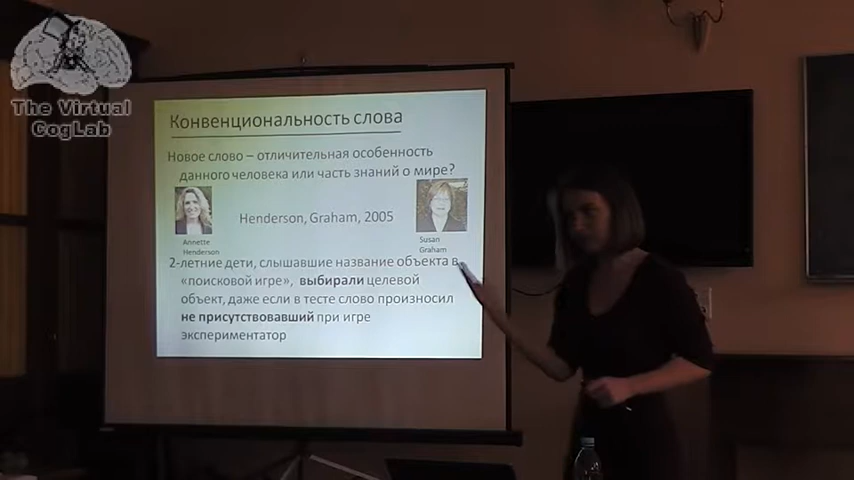 The Virtual
CogLab
Конвенциональность слова
Новое слово – отличительная особенность
данного человека или часть знаний о мире?
Henderson, Graham, 2005
Annette
Henderson
Susan
Graham
2-летние дети, слышавшие название объекта в
«поисковой игре», выбирали целевой
объект, даже если в тесте слово произносил
не присутствовавший при игре
экспериментатор